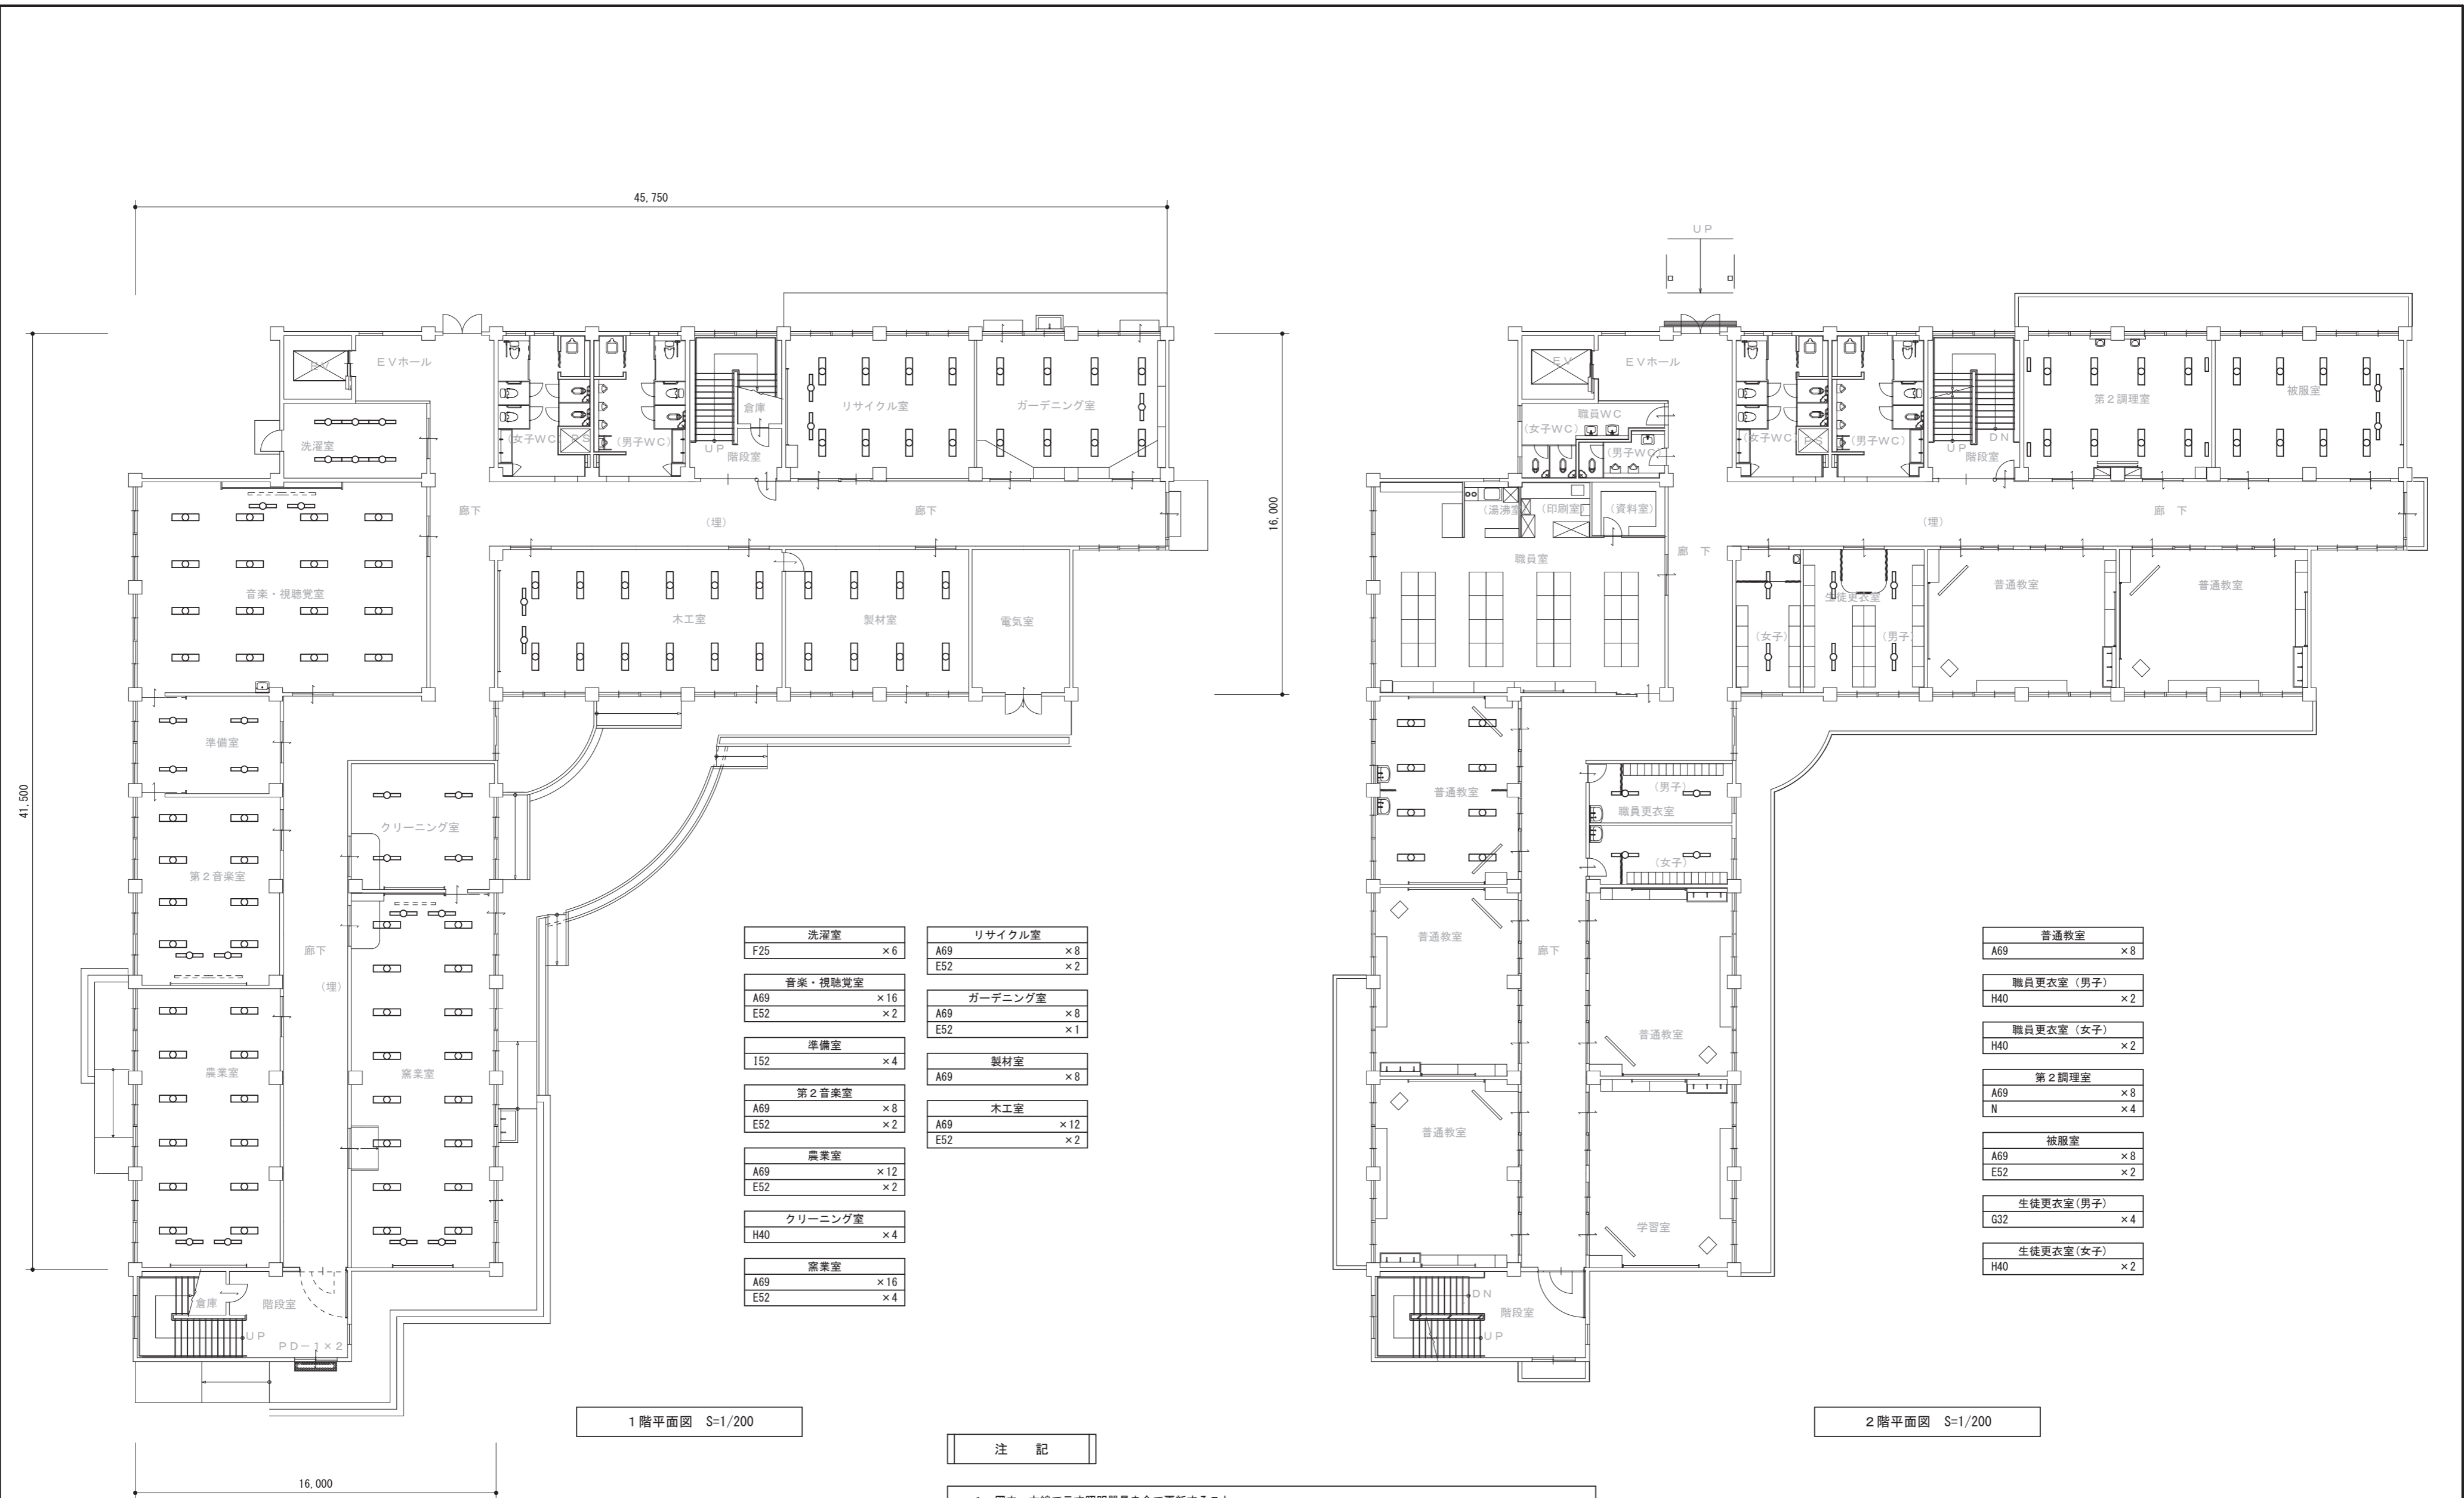 45,750
41,500
16,000
16,000
EV
EVホール
洗濯室
(女子WC)
PS
(男子WC)
UP
倉庫
階段室
リサイクル室
ガーデニング室
廊下
(埋)
廊下
音楽・視聴覚室
木工室
製材室
電気室
準備室
クリーニング室
第2音楽室
廊下
(埋)
農業室
窯業室
倉庫
階段室
UP
PD-1×2
1階平面図 S=1/200
洗濯室
F25 ×6
音楽・視聴覚室
A69 ×16
E52 ×2
準備室
I52 ×4
第2音楽室
A69 ×8
E52 ×2
農業室
A69 ×12
E52 ×2
クリーニング室
H40 ×4
窯業室
A69 ×16
E52 ×4
リサイクル室
A69 ×8
E52 ×2
ガーデニング室
A69 ×8
E52 ×1
製材室
A69 ×8
木工室
A69 ×12
E52 ×2
注 記
UP
EV
EVホール
職員WC
(女子WC)
(男子WC)
(女子WC)
PS
(男子WC)
UP
DN
階段室
第2調理室
被服室
(湯沸室)
(印刷室)
(資料室)
職員室
廊 下
(埋)
廊 下
生徒更衣室
(女子)
(男子)
普通教室
普通教室
普通教室
(男子)
職員更衣室
(女子)
普通教室
廊下
普通教室
普通教室
学習室
DN
階段室
UP
2階平面図 S=1/200
普通教室
A69 ×8
職員更衣室(男子)
H40 ×2
職員更衣室(女子)
H40 ×2
第2調理室
A69 ×8
N ×4
被服室
A69 ×8
E52 ×2
生徒更衣室(男子)
G32 ×4
生徒更衣室(女子)
H40 ×2